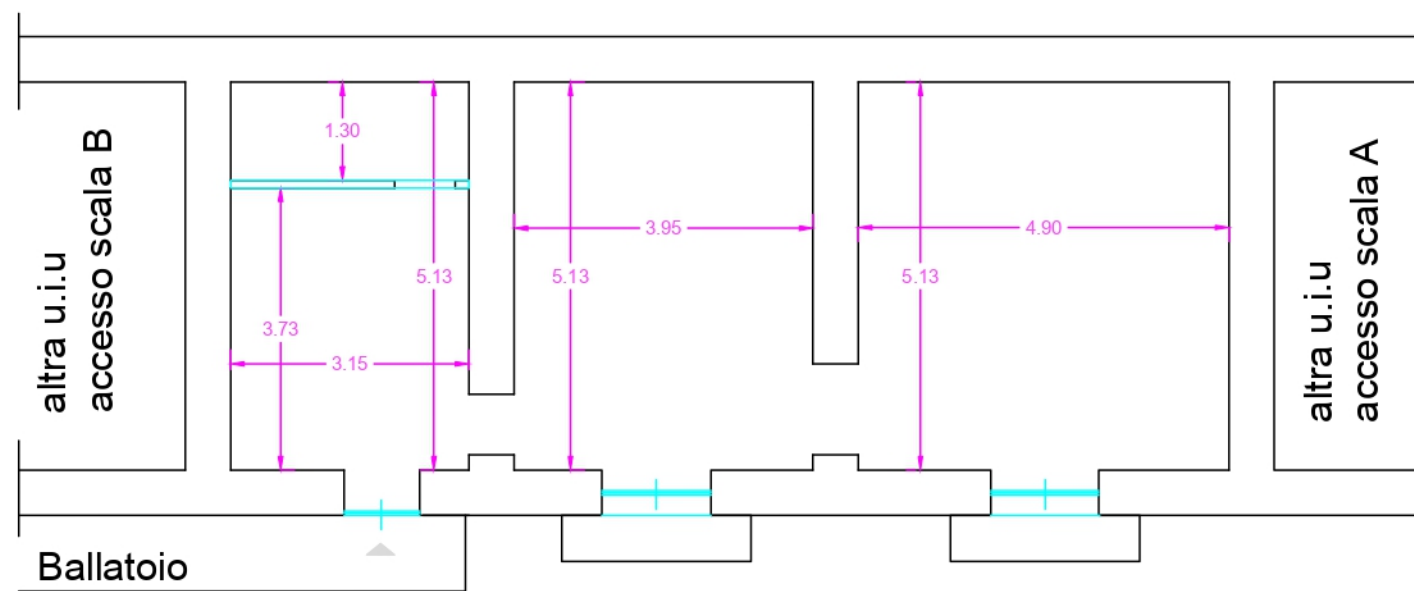 altra u.i.u
accesso scala B
1.30
3.73
3.15
5.13
5.13
3.95
5.13
4.90
altra u.i.u
accesso scala A
Ballatoio